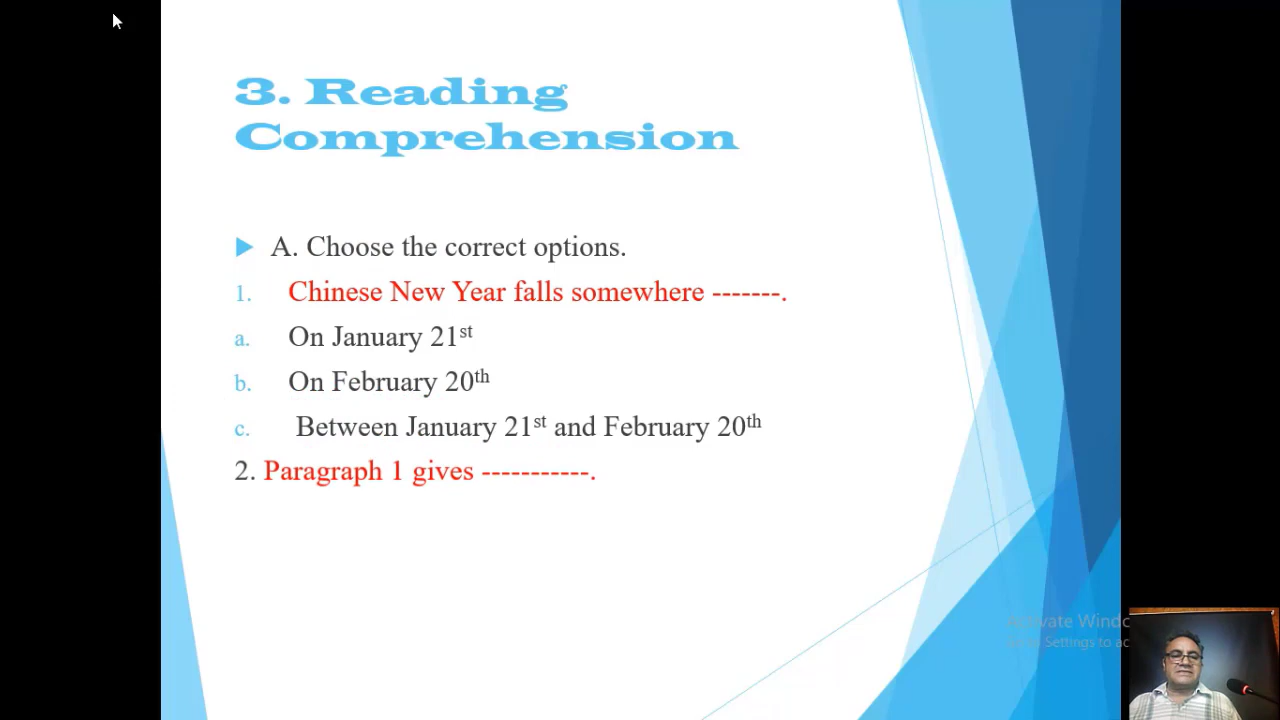 3. Reading
Comprehension
A. Choose the correct options.
1. Chinese New Year falls somewhere -------.
a. On January 21st
b. On February 20th
c. Between January 21st and February 20th
2. Paragraph 1 gives -----------.
Activate Windo
Settings to ac